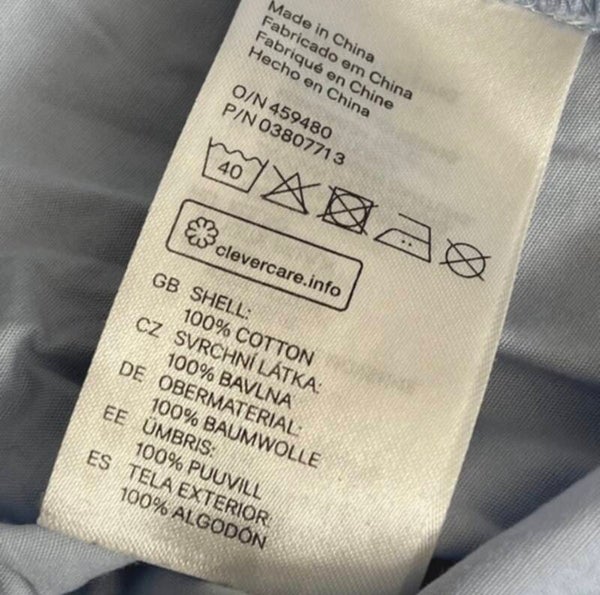 Made in China
Fabricado em China
Fabriqué en Chine
Hecho en China
O/N 459480
P/N 03807713
40
clevercare.info
GB SHELL:
100% COTTON
CZ SVRCHNÍ LÁTKA:
100% BAVLNA
DE OBERMATERIAL:
100% BAUMWOLLE
EE ÜMBRIS:
100% PUUVILL
ES TELA EXTERIOR:
100% ALGODÓN